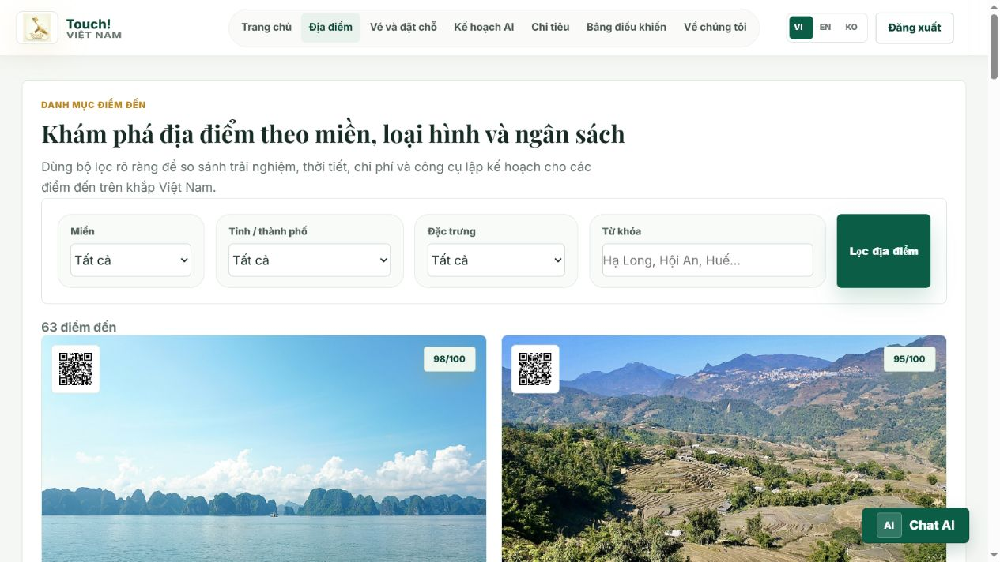 Touch!
VIỆT NAM
Trang chủ
Địa điểm
Vé và đặt chỗ
Kế hoạch AI
Chi tiêu
Bảng điều khiển
Về chúng tôi
VI
EN
KO
Đăng xuất
DANH MỤC ĐIỂM ĐẾN
Khám phá địa điểm theo miền, loại hình và ngân sách
Dùng bộ lọc rõ ràng để so sánh trải nghiệm, thời tiết, chi phí và công cụ lập kế hoạch cho các
điểm đến trên khắp Việt Nam.
Miền
Tất cả
Tỉnh / thành phố
Tất cả
Đặc trưng
Tất cả
Từ khóa
Hạ Long, Hội An, Huế...
Lọc địa điểm
63 điểm đến
98/100
95/100
AI
Chat AI